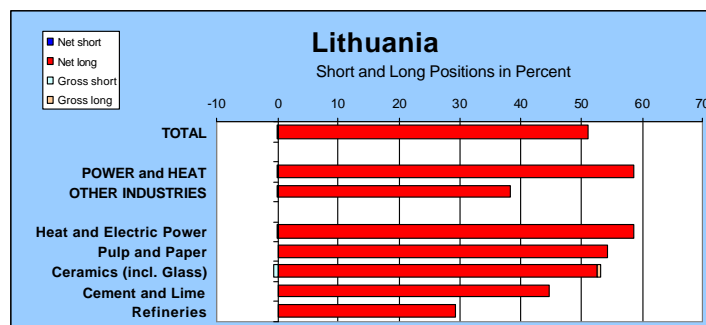 Lithuania
Short and Long Positions in Percent
Net short
Net long
Gross short
Gross long
-10 0 10 20 30 40 50 60 70
TOTAL
POWER and HEAT
OTHER INDUSTRIES
Heat and Electric Power
Pulp and Paper
Ceramics (incl. Glass)
Cement and Lime
Refineries